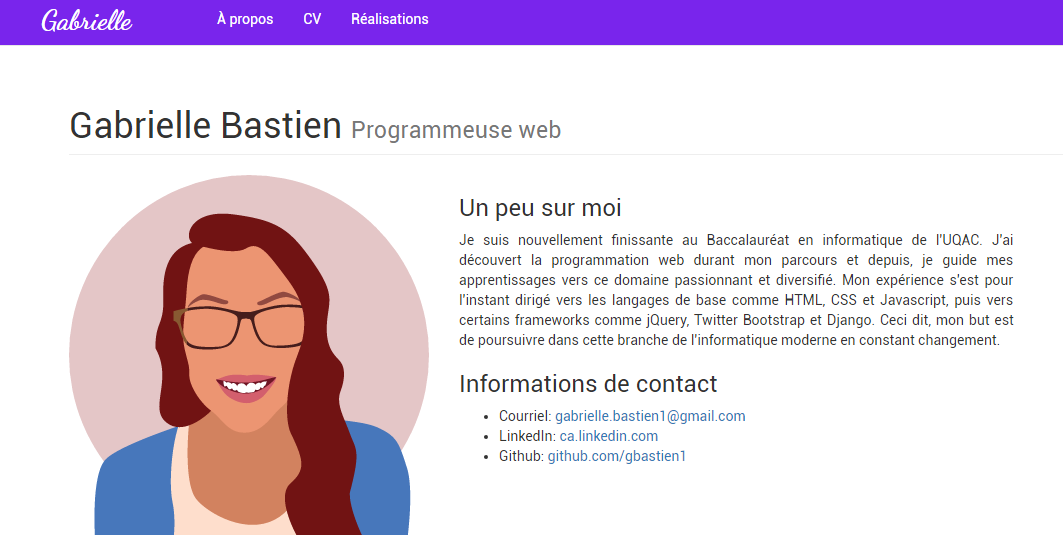 Gabrielle À propos CV Réalisations
Gabrielle Bastien Programmeuse web
Un peu sur moi
Je suis nouvellement finissante au Baccalauréat en informatique de l'UQAC. J'ai
découvert la programmation web durant mon parcours et depuis, je guide mes
apprentissages vers ce domaine passionnant et diversifié. Mon expérience s'est pour
l'instant dirigé vers les langages de base comme HTML, CSS et Javascript, puis vers
certains frameworks comme jQuery, Twitter Bootstrap et Django. Ceci dit, mon but est
de poursuivre dans cette branche de l'informatique moderne en constant changement.
Informations de contact
• Courriel: gabrielle.bastien1@gmail.com
• LinkedIn: ca.linkedin.com
• Github: github.com/gbastien1